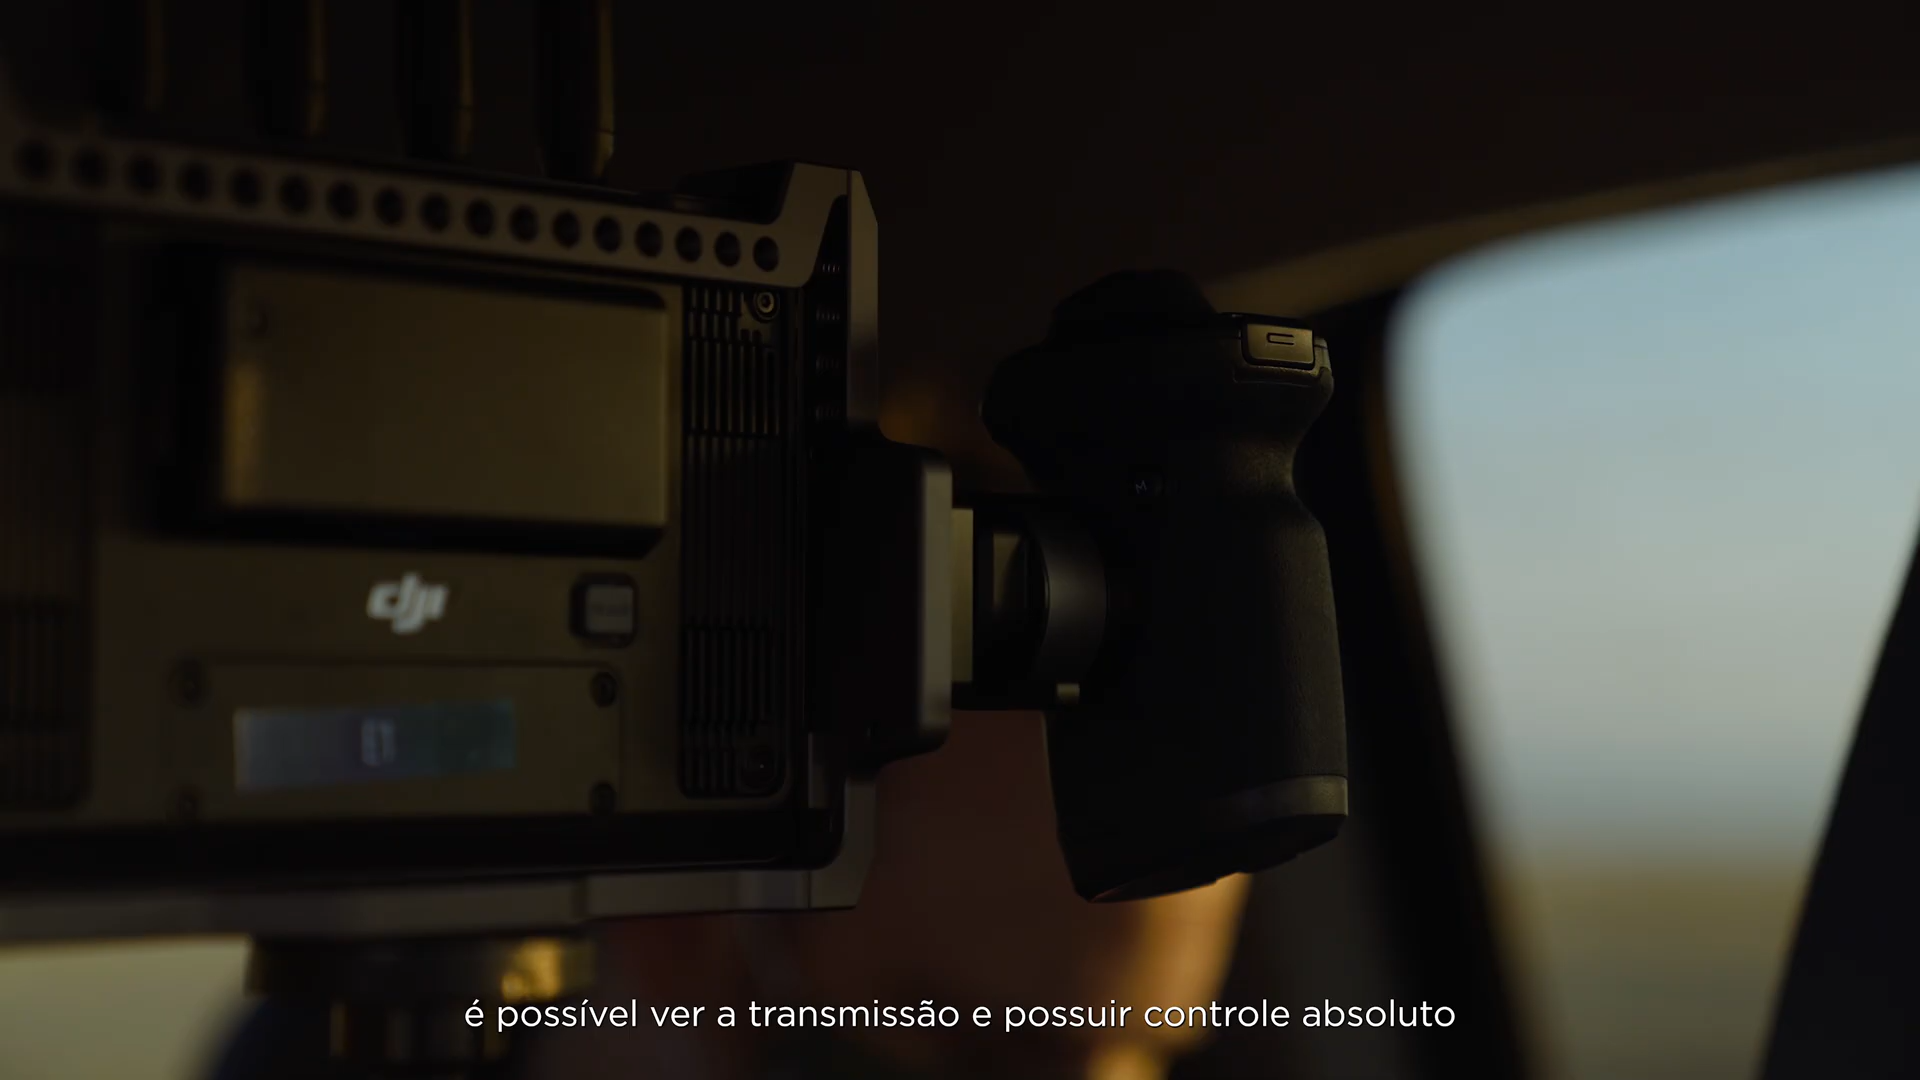 dji
M
é possível ver a transmissão e possuir controle absoluto